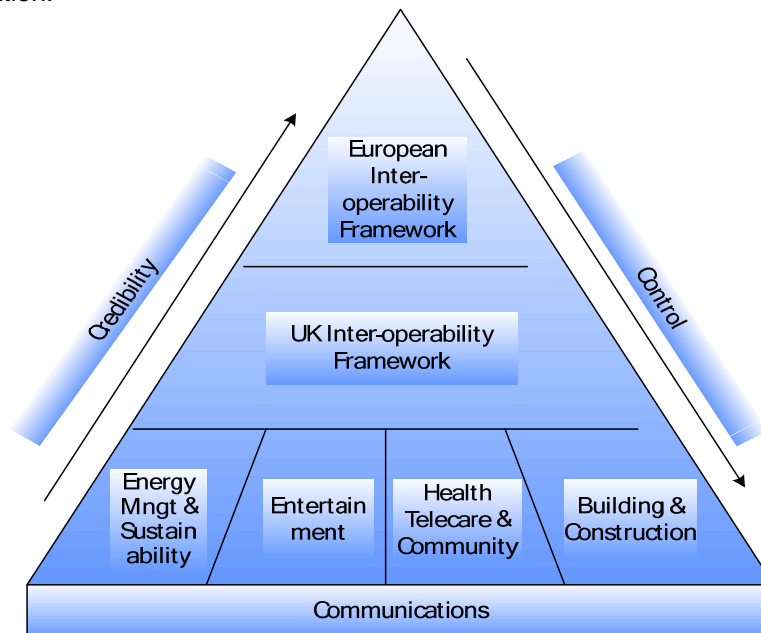 European
Inter-
operability
Framework
Credibility
Control
UK Inter-operability
Framework
Energy
Mngt &
Sustain
ability
Entertain
ment
Health
Telecare &
Community
Building &
Construction
Communications